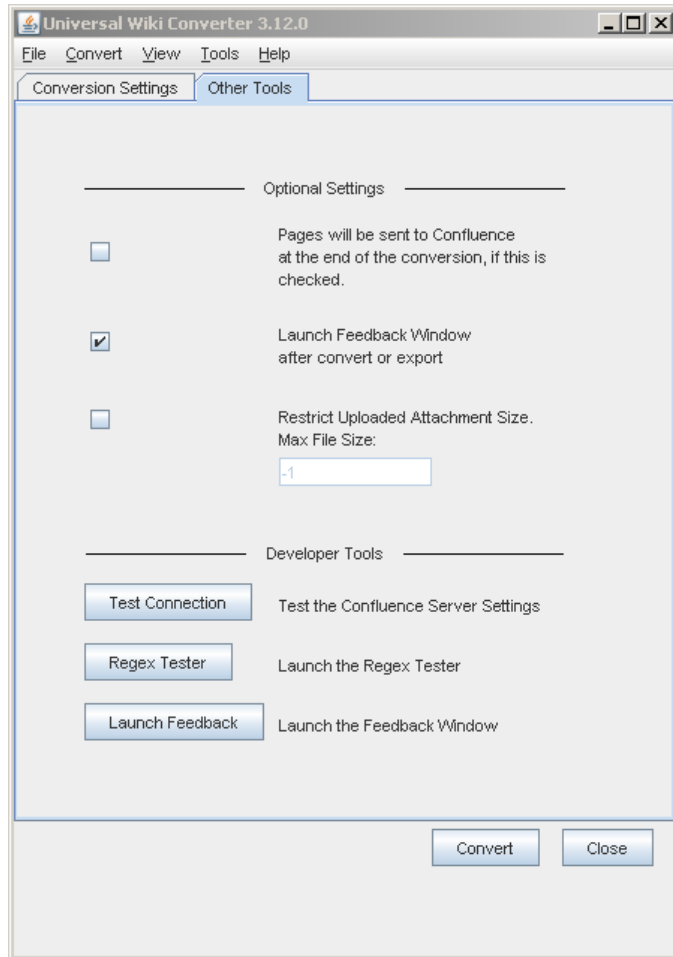 Universal Wiki Converter 3.12.0
File Convert View Tools Help
Conversion Settings Other Tools
Optional Settings
Pages will be sent to Confluence
at the end of the conversion, if this is
checked.
Launch Feedback Window
after convert or export
Restrict Uploaded Attachment Size.
Max File Size:
-1
Developer Tools
Test Connection Test the Confluence Server Settings
Regex Tester Launch the Regex Tester
Launch Feedback Launch the Feedback Window
Convert Close